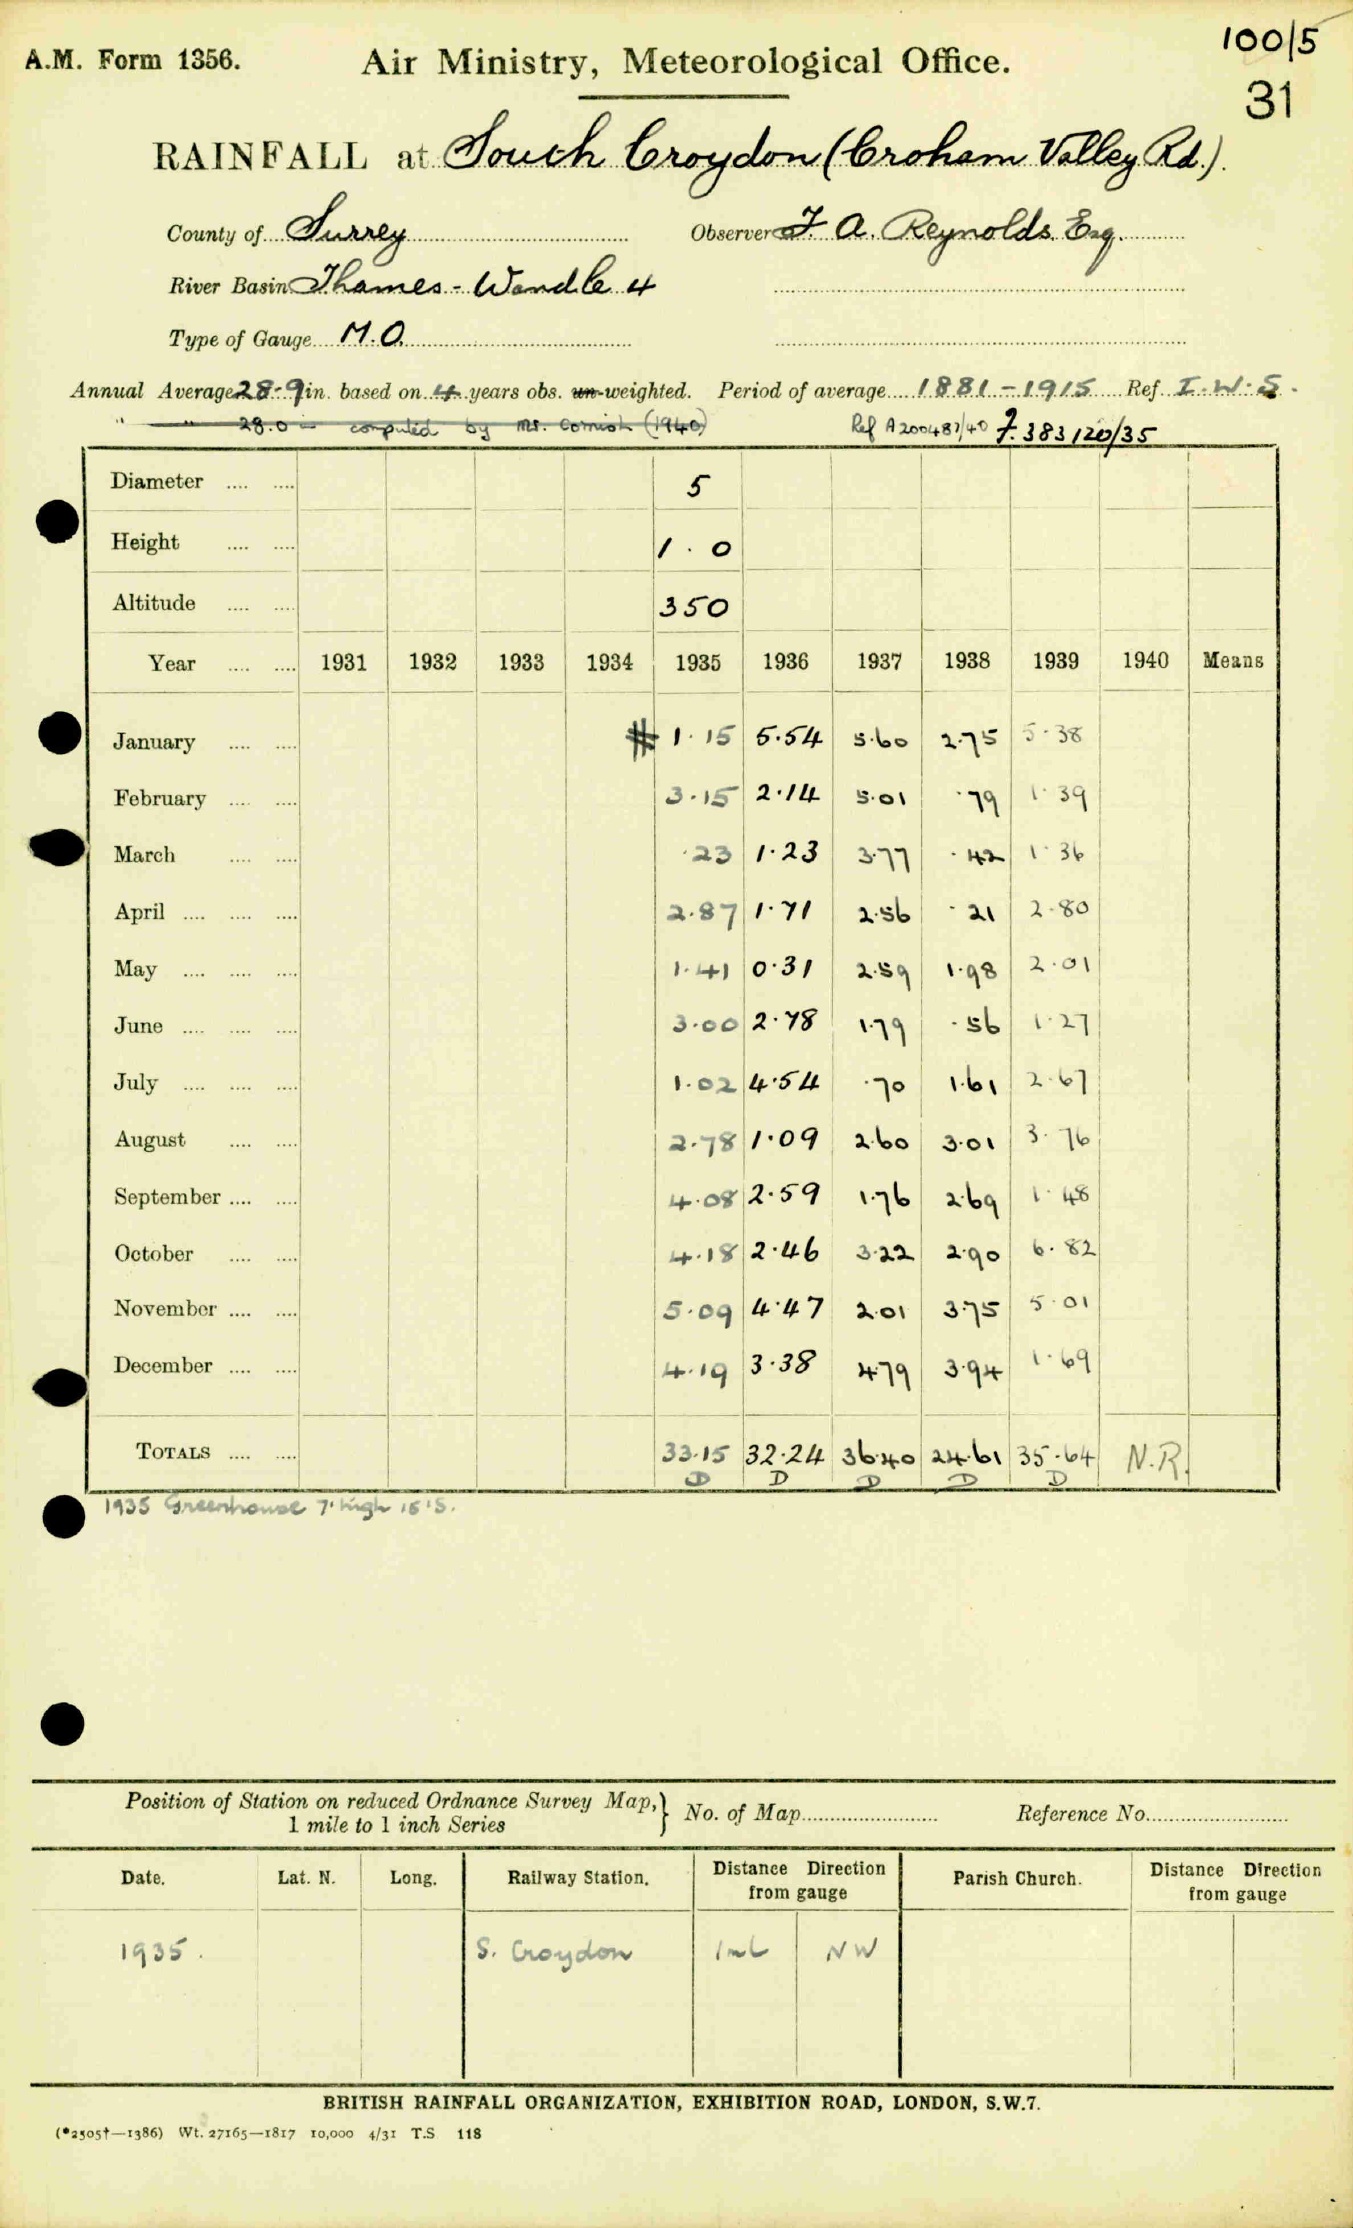 100/5
A.M. Form 1356. Air Ministry, Meteorological Office.
31
RAINFALL at South Croydon (Croham Valley Rd.).
County of Surrey Observer F. A. Reynolds Esq.
River Basin Thames - Wandle 4
Type of Gauge M.O.
Annual Average 28.9 in. based on 4 years obs. un-weighted. Period of average 1881-1915 Ref. I.W.S.
" " 28.0 computed by Mr. Cornish (1940) Ref A200487/40 F.383120/35
Diameter 5
Height 1.0
Altitude 350
Year 1931 1932 1933 1934 1935 1936 1937 1938 1939 1940 Means
January # 1.15 5.54 5.60 2.75 5.38
February 3.15 2.14 5.01 .79 1.39
March .23 1.23 3.77 .42 1.36
April 2.87 1.71 2.56 .21 2.80
May 1.41 0.31 2.59 1.98 2.01
June 3.00 2.78 1.79 .56 1.27
July 1.02 4.54 .70 1.61 2.67
August 2.78 1.09 2.60 3.01 3.76
September 4.08 2.59 1.76 2.69 1.48
October 4.18 2.46 3.22 2.90 6.82
November 5.09 4.47 2.01 3.75 5.01
December 4.19 3.38 4.79 3.94 1.69
TOTALS 33.15 32.24 36.40 24.61 35.64 N.R.
D D D D D
1935 Greenhouse 7' high 15' S.
Position of Station on reduced Ordnance Survey Map, 1 mile to 1 inch Series } No. of Map Reference No.
Date. Lat. N. Long. Railway Station. Distance Direction from gauge Parish Church. Distance Direction from gauge
1935. S. Croydon 1 ml NW
BRITISH RAINFALL ORGANIZATION, EXHIBITION ROAD, LONDON, S.W.7.
(*2505†—1386) Wt. 27165—1817 10,000 4/31 T.S 118